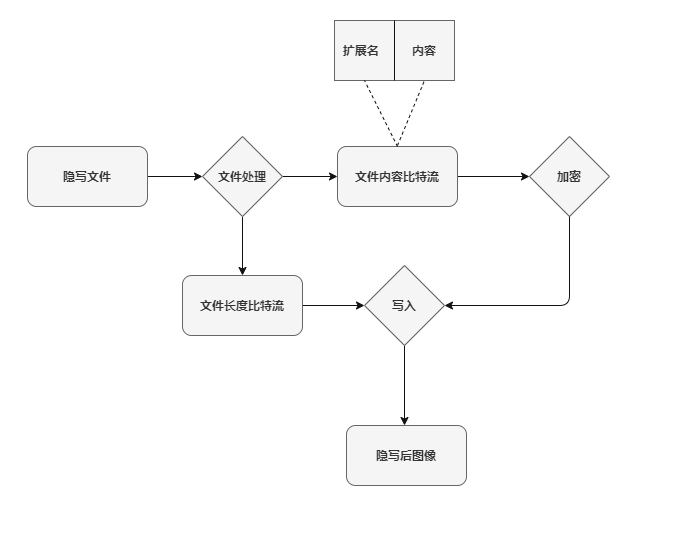 扩展名
内容
隐写文件
文件处理
文件内容比特流
加密
文件长度比特流
写入
隐写后图像